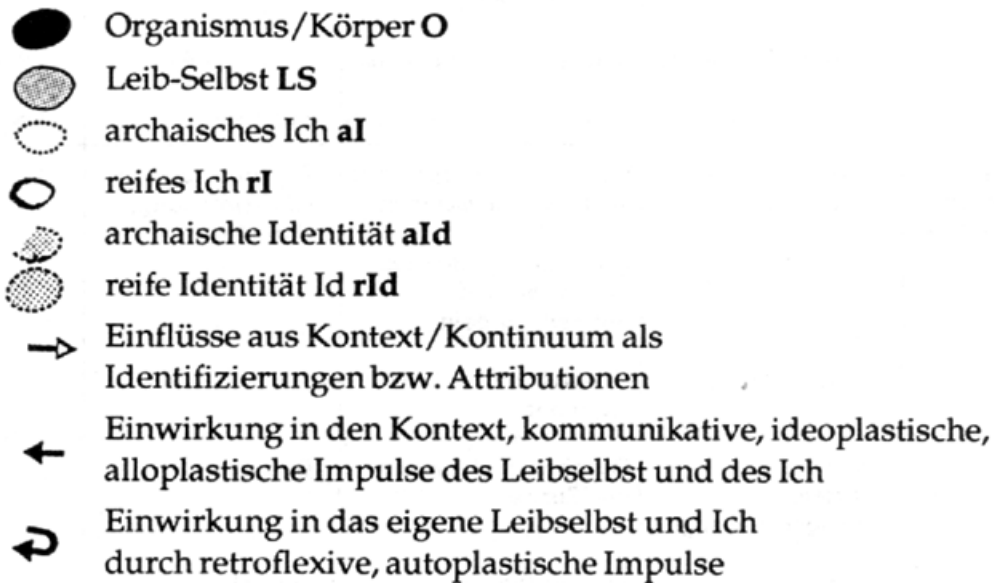 Organismus/Körper O
Leib-Selbst LS
archaisches Ich aI
reifes Ich rI
archaische Identität aId
reife Identität Id rId
Einflüsse aus Kontext/Kontinuum als
Identifizierungen bzw. Attributionen
Einwirkung in den Kontext, kommunikative, ideoplastische,
alloplastische Impulse des Leibselbst und des Ich
Einwirkung in das eigene Leibselbst und Ich
durch retroflexive, autoplastische Impulse